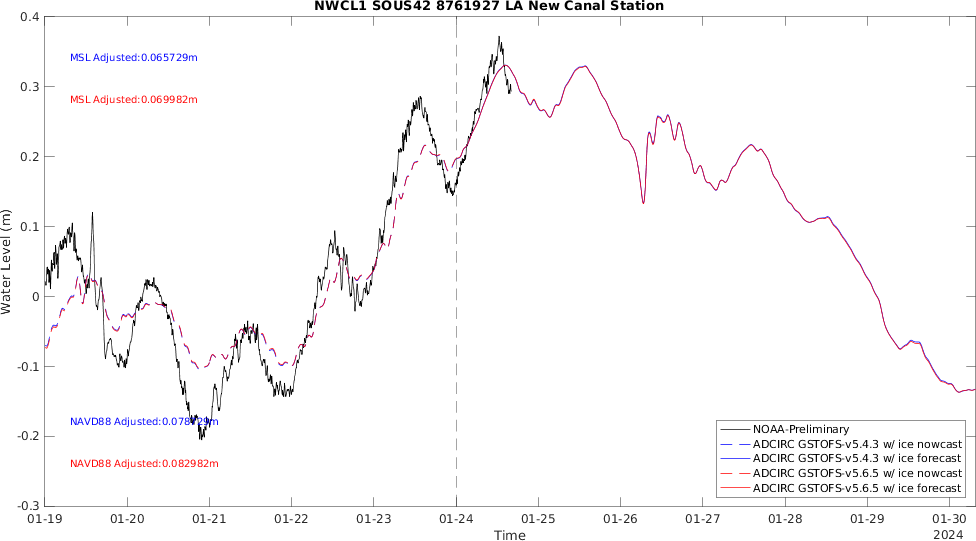 NWCL1 SOUS42 8761927 LA New Canal Station
0.4
0.3
0.2
0.1
0
-0.1
-0.2
-0.3
Water Level (m)
MSL Adjusted:0.065729m
MSL Adjusted:0.069982m
NAVD88 Adjusted:0.078729m
NAVD88 Adjusted:0.082982m
NOAA-Preliminary
ADCIRC GSTOFS-v5.4.3 w/ ice nowcast
ADCIRC GSTOFS-v5.4.3 w/ ice forecast
ADCIRC GSTOFS-v5.6.5 w/ ice nowcast
ADCIRC GSTOFS-v5.6.5 w/ ice forecast
01-19 01-20 01-21 01-22 01-23 01-24 01-25 01-26 01-27 01-28 01-29 01-30
2024
Time